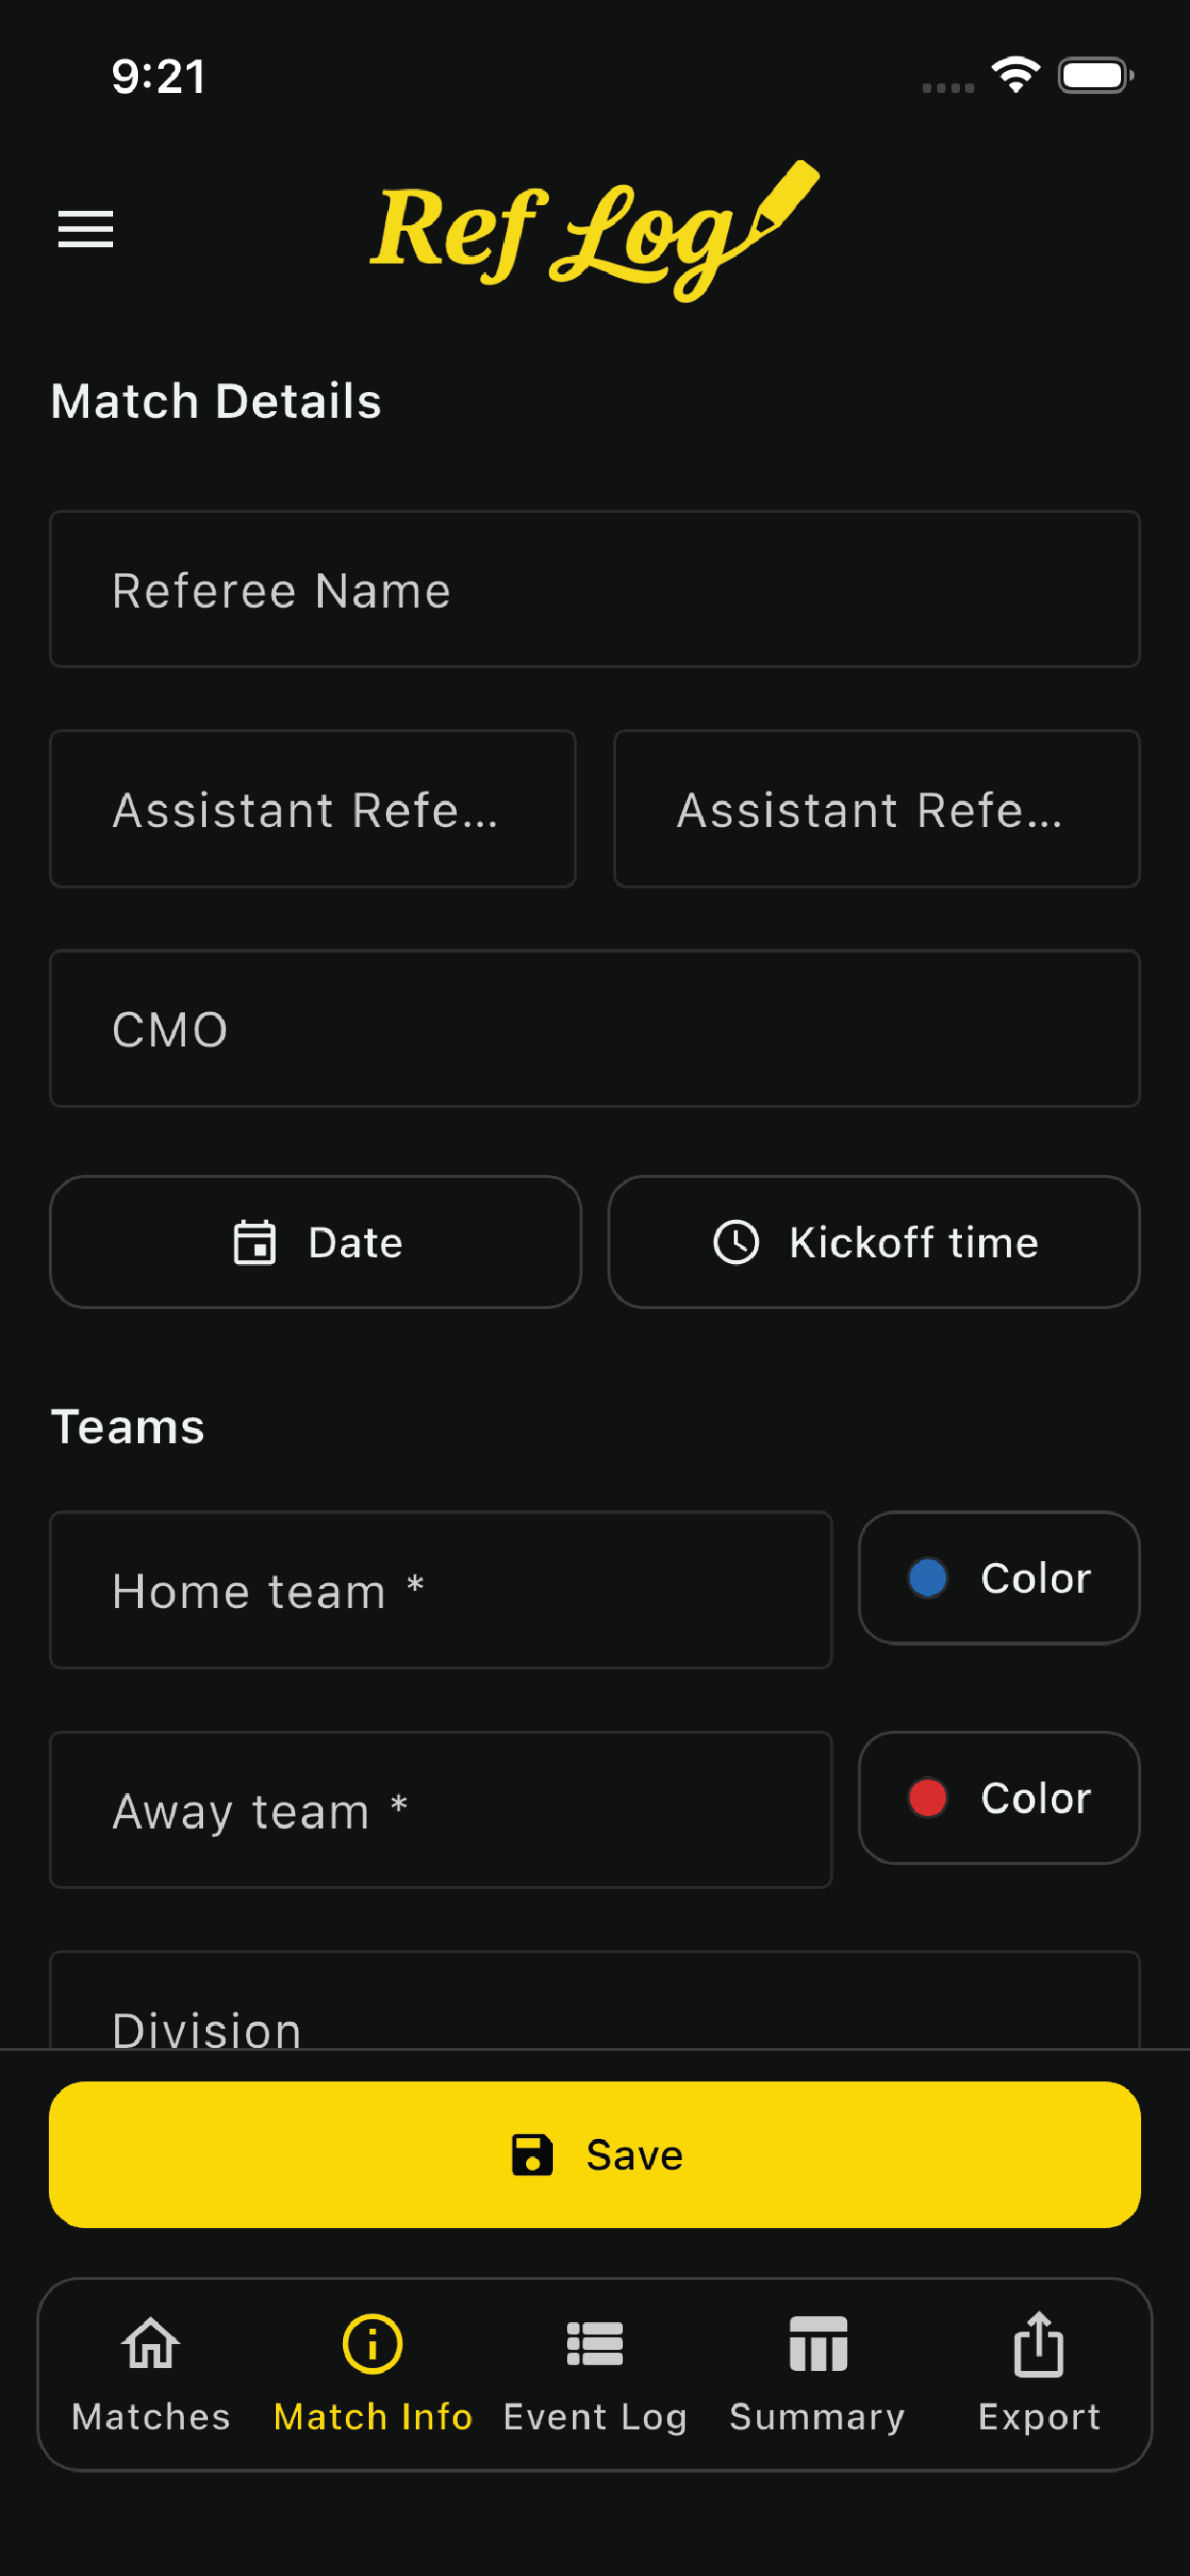 9:21
Ref Log
Match Details
Referee Name
Assistant Refe... Assistant Refe...
CMO
Date Kickoff time
Teams
Home team * Color
Away team * Color
Division
Save
Matches Match Info Event Log Summary Export